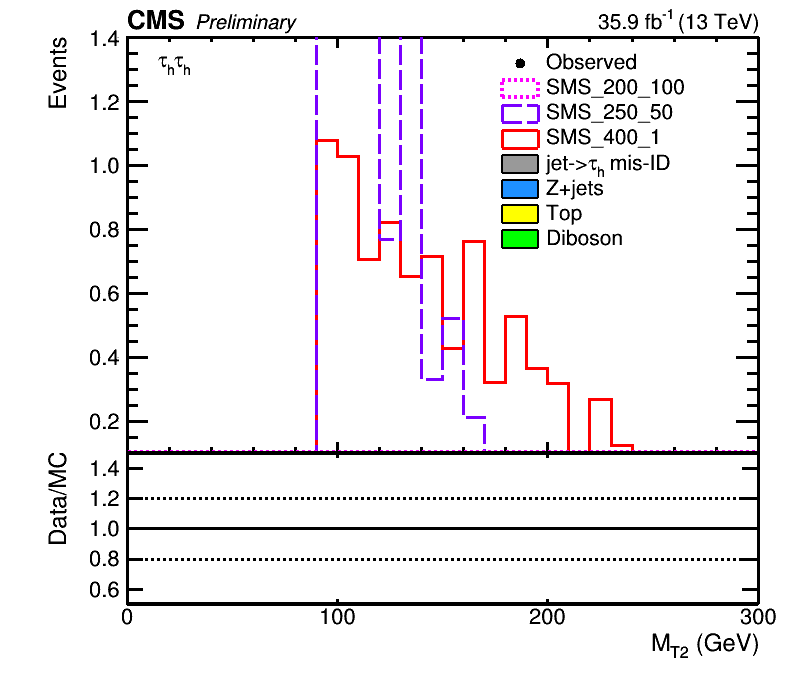 CMS Preliminary 35.9 fb⁻¹ (13 TeV)
Events
τhτh
1.4
1.2
1.0
0.8
0.6
0.4
0.2
Observed
SMS_200_100
SMS_250_50
SMS_400_1
jet->τh mis-ID
Z+jets
Top
Diboson
Data/MC
1.4
1.2
1.0
0.8
0.6
0 100 200 300
MT2 (GeV)